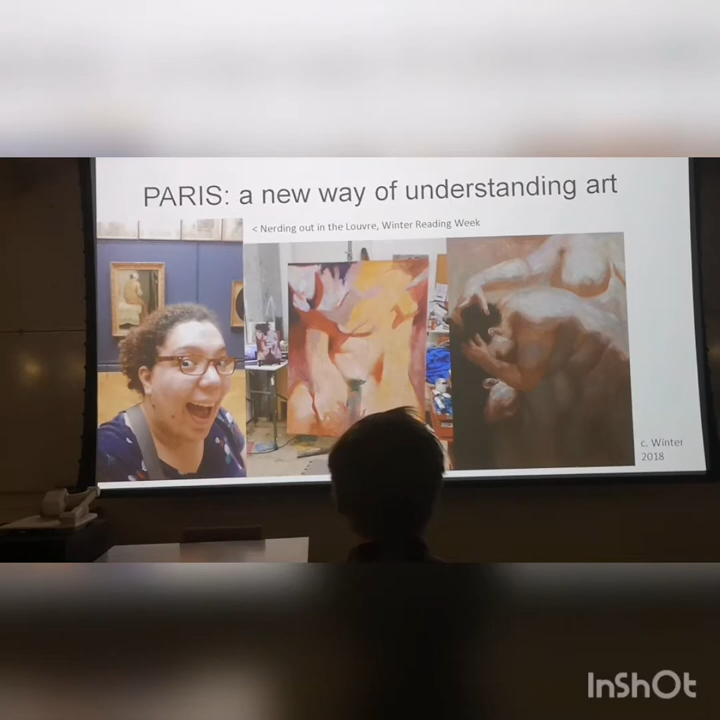 PARIS: a new way of understanding art
< Nerding out in the Louvre, Winter Reading Week
c. Winter
2018
InShOt